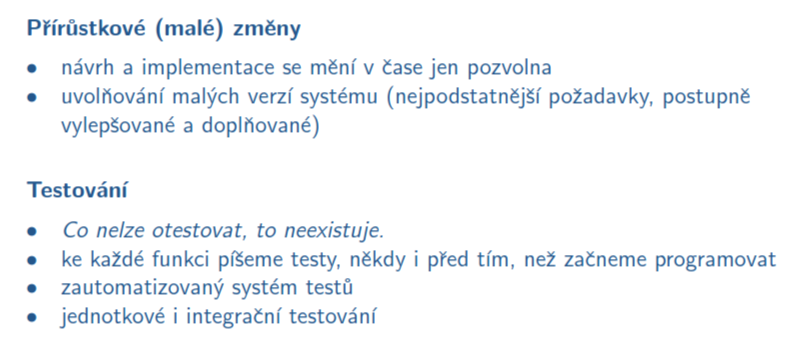 Přírůstkové (malé) změny
• návrh a implementace se mění v čase jen pozvolna
• uvolňování malých verzí systému (nejpodstatnější požadavky, postupně
vylepšované a doplňované)
Testování
• Co nelze otestovat, to neexistuje.
• ke každé funkci píšeme testy, někdy i před tím, než začneme programovat
• zautomatizovaný systém testů
• jednotkové i integrační testování